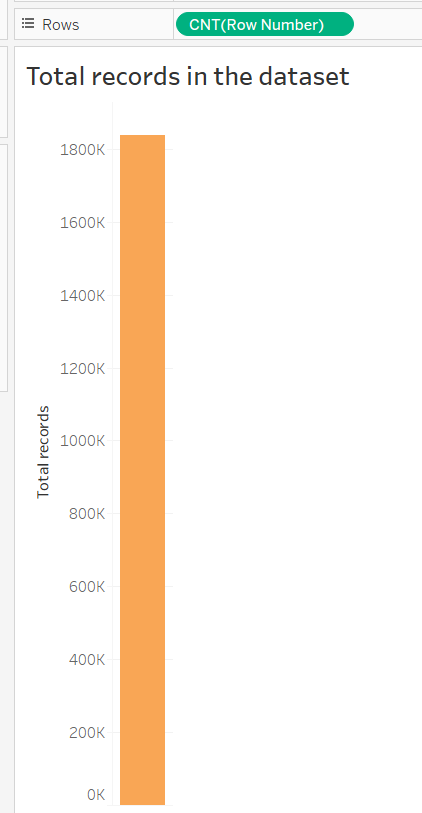 Rows
CNT(Row Number)
Total records in the dataset
1800K
1600K
1400K
1200K
1000K
800K
600K
400K
200K
0K
Total records